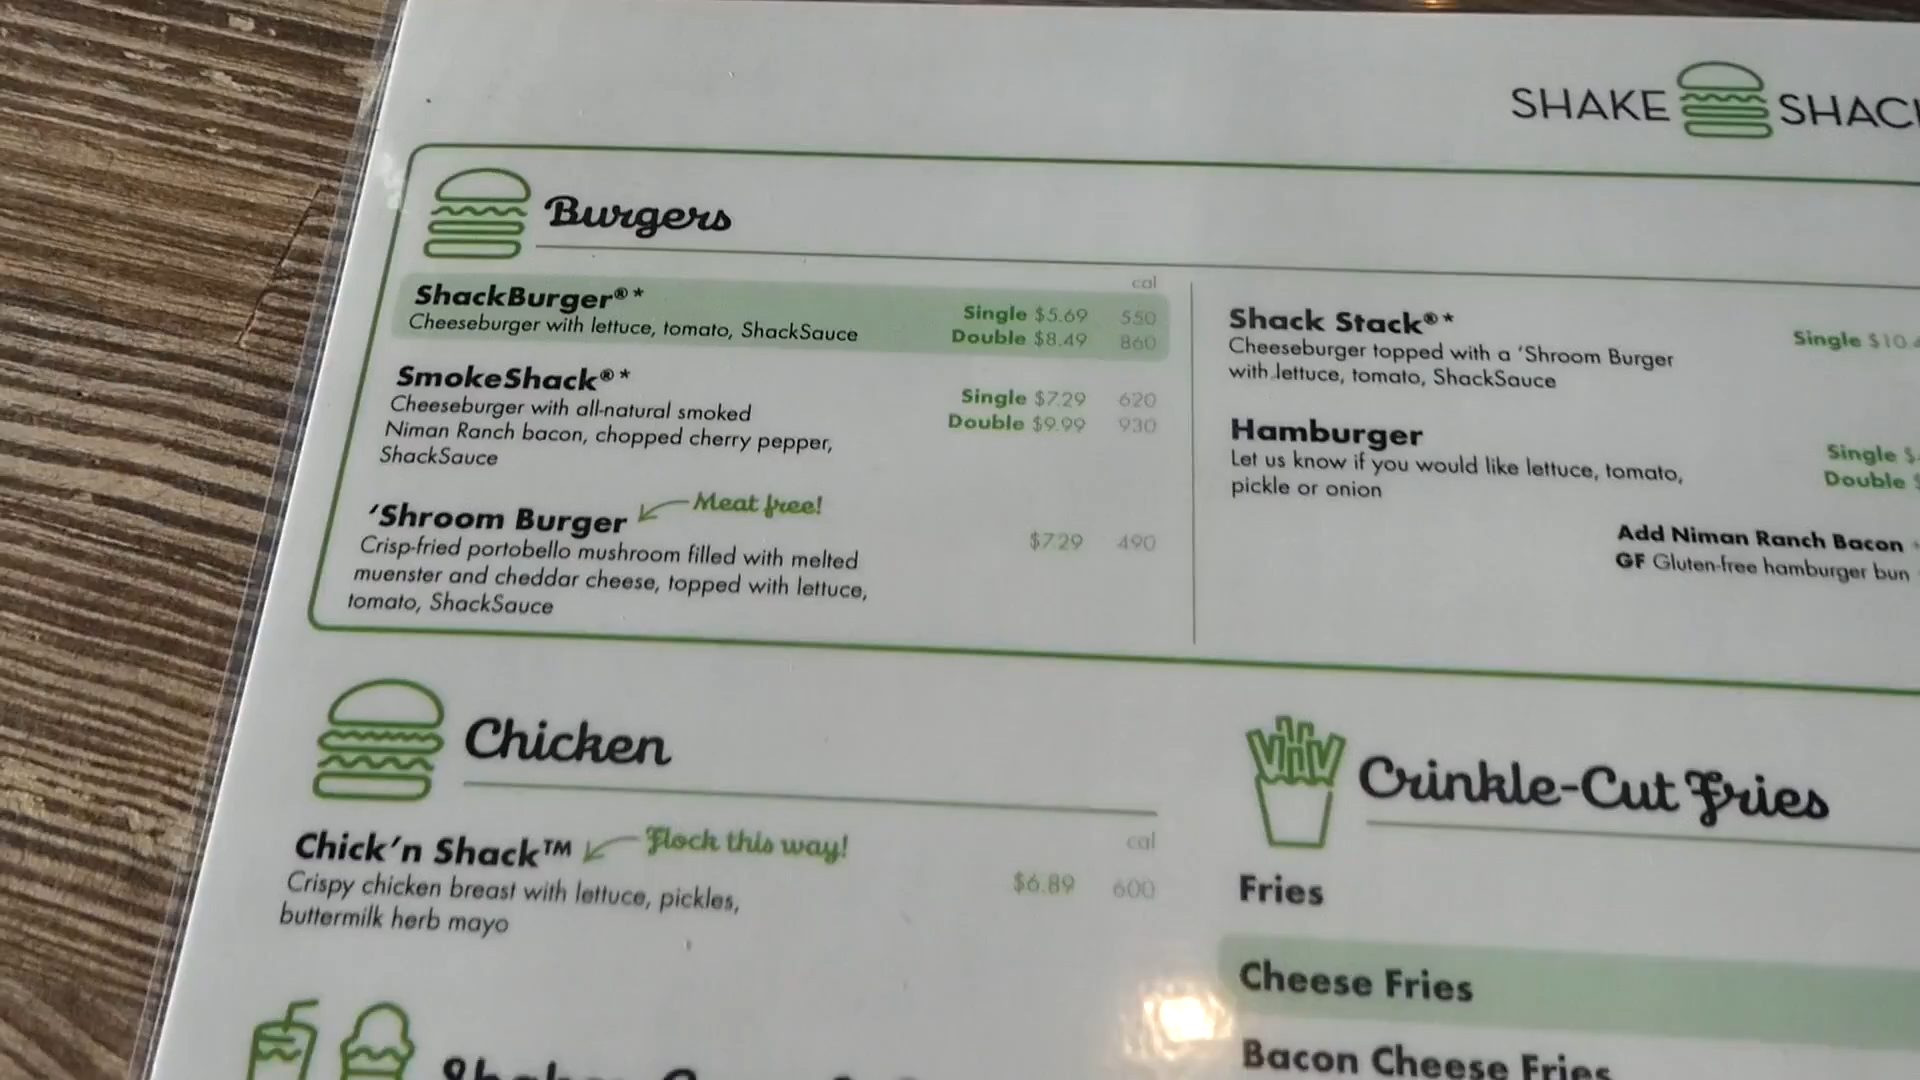 SHAKE SHAC
Burgers
cal
ShackBurger®*
Cheeseburger with lettuce, tomato, ShackSauce
Single $5.69 550
Double $8.49 860
SmokeShack®*
Cheeseburger with all-natural smoked
Niman Ranch bacon, chopped cherry pepper,
ShackSauce
Single $7.29 620
Double $9.99 930
'Shroom Burger
Meat free!
Crisp-fried portobello mushroom filled with melted
muenster and cheddar cheese, topped with lettuce,
tomato, ShackSauce
$7.29 490
Shack Stack®*
Cheeseburger topped with a 'Shroom Burger
with lettuce, tomato, ShackSauce
Single $10.
Hamburger
Let us know if you would like lettuce, tomato,
pickle or onion
Single $
Double $
Add Niman Ranch Bacon
GF Gluten-free hamburger bun
Chicken
cal
Chick'n Shack™
Flock this way!
Crispy chicken breast with lettuce, pickles,
buttermilk herb mayo
$6.89 600
Crinkle-Cut Fries
Fries
Cheese Fries
Bacon Cheese Fries